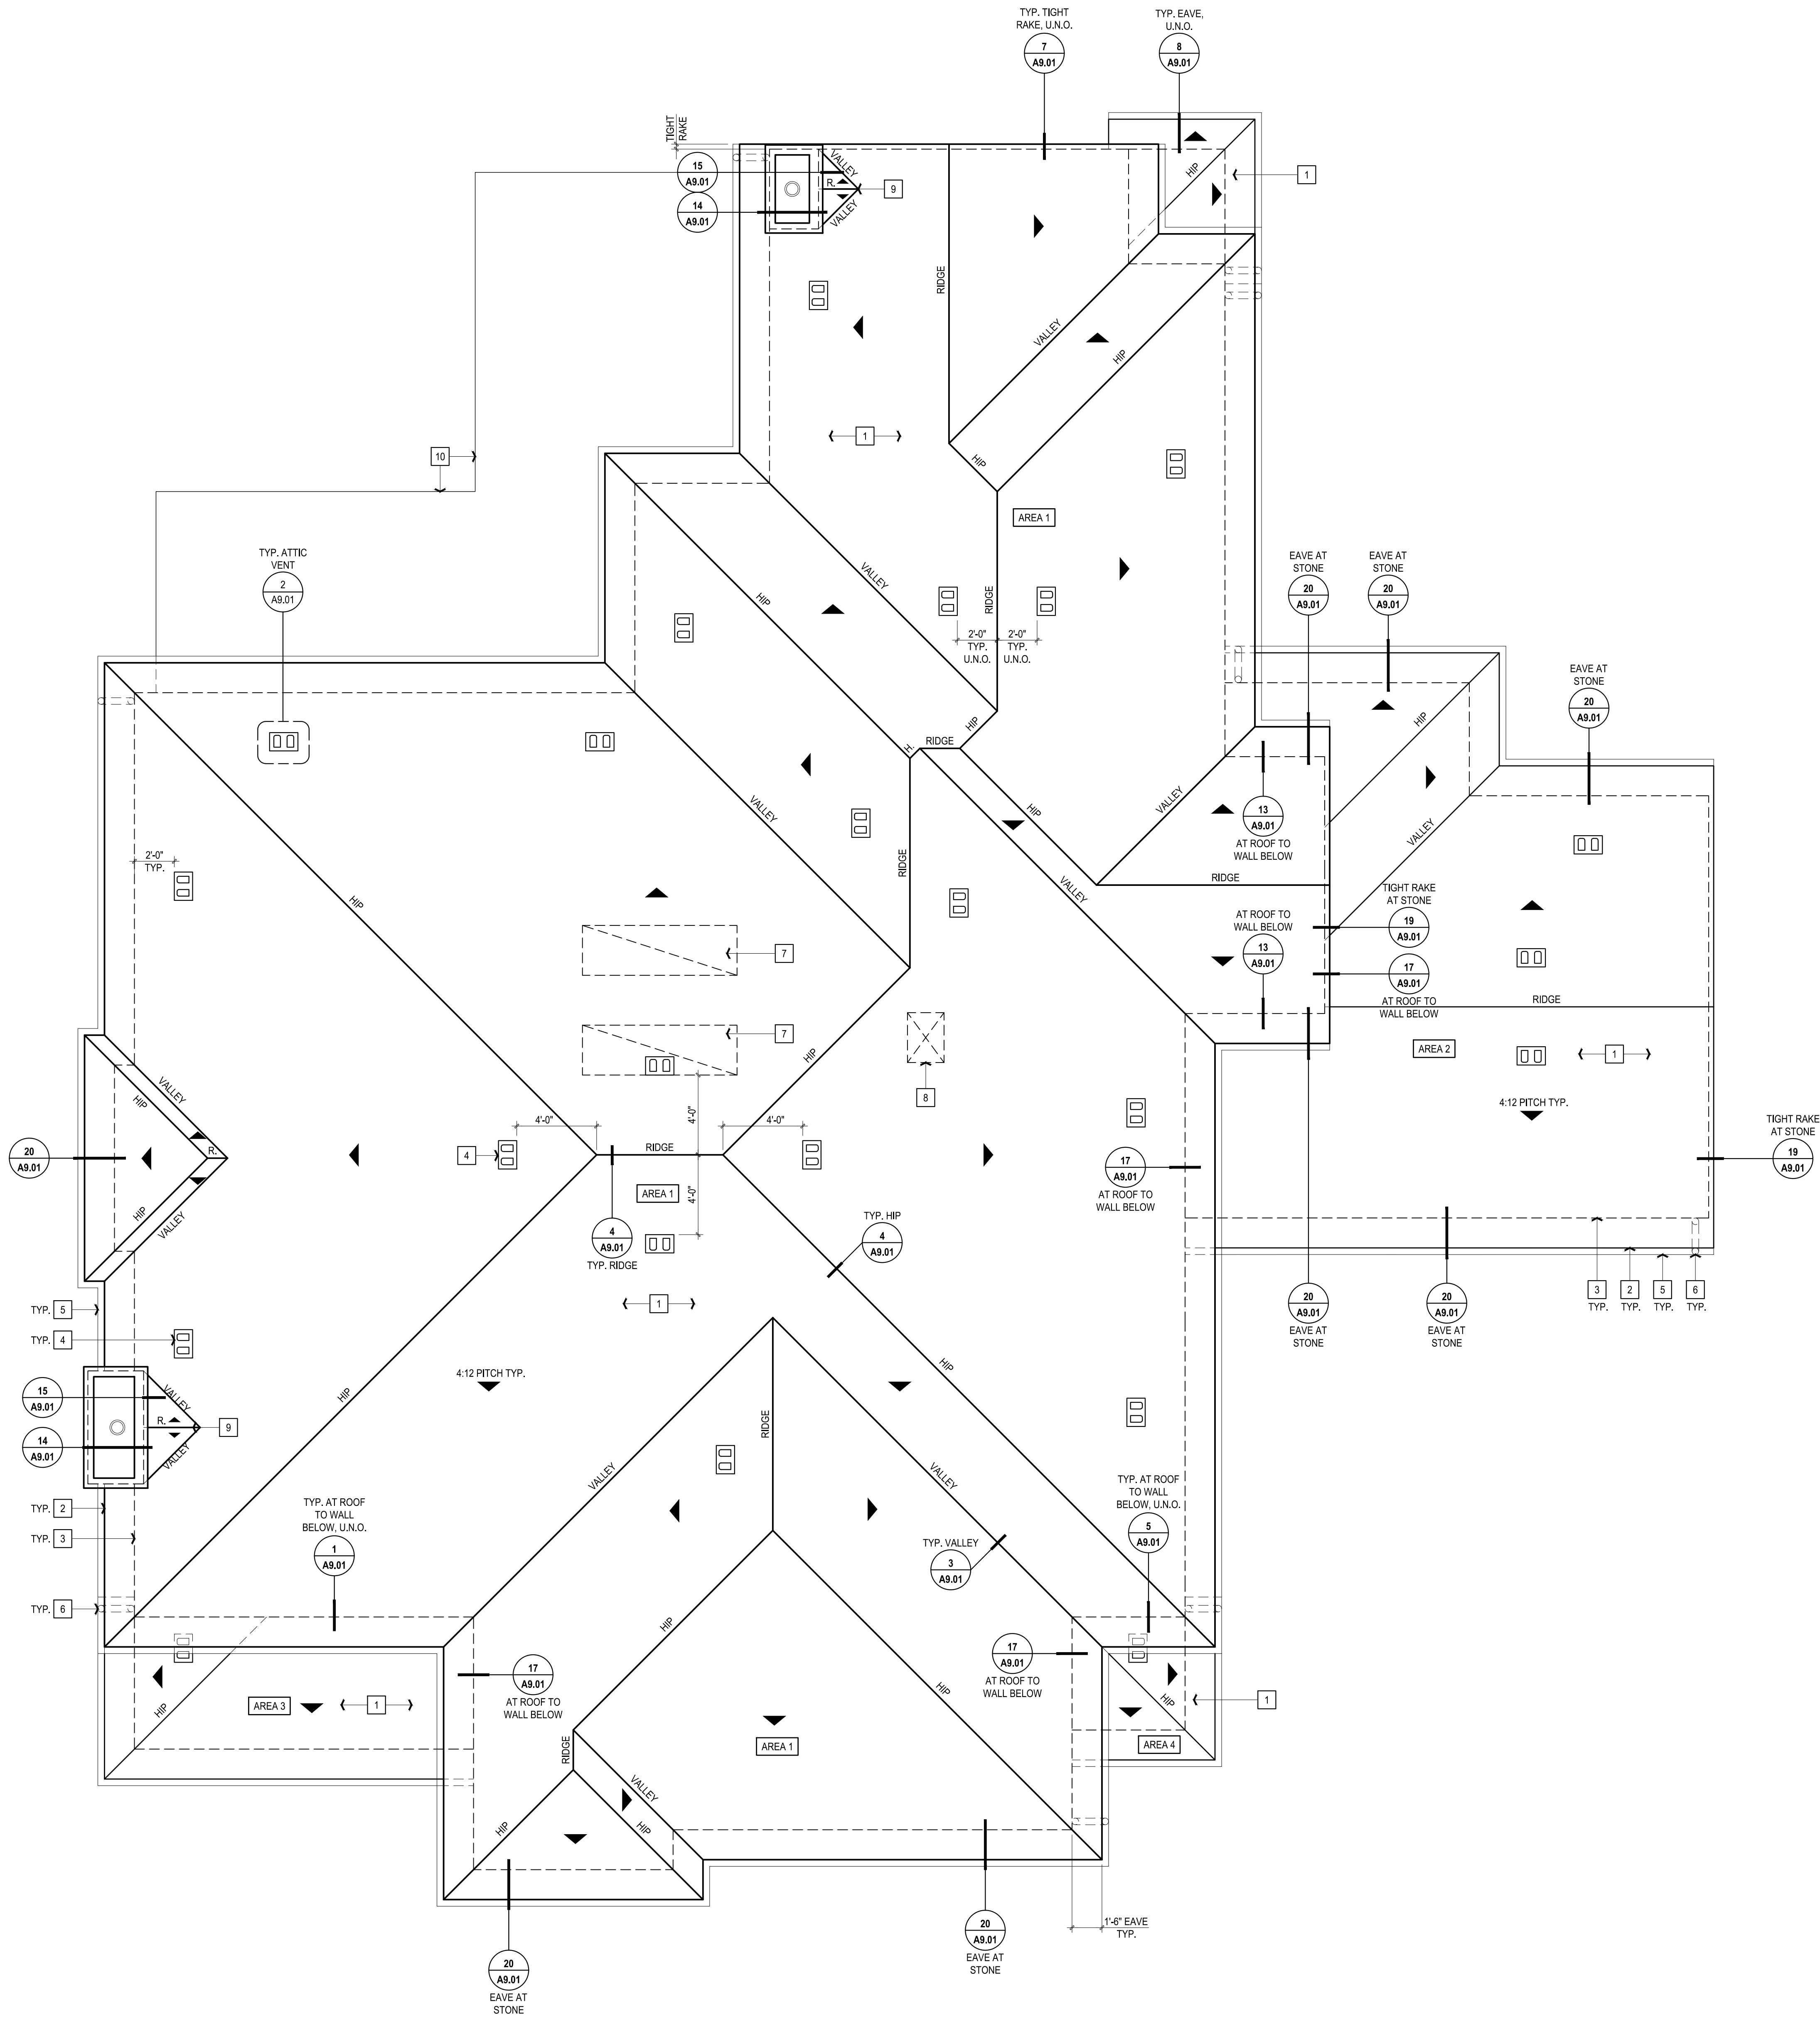 TYP. TIGHT
RAKE, U.N.O.
7
A9.01
TYP. EAVE,
U.N.O.
8
A9.01
TIGHT
RAKE
15
A9.01
14
A9.01
VALLEY
R.
VALLEY
9
HIP
1
RIDGE
VALLEY
HIP
10
1
HIP
AREA 1
TYP. ATTIC
VENT
2
A9.01
HIP
VALLEY
RIDGE
2'-0"
TYP.
U.N.O.
2'-0"
TYP.
U.N.O.
EAVE AT
STONE
20
A9.01
EAVE AT
STONE
20
A9.01
EAVE AT
STONE
20
A9.01
HIP
H.
RIDGE
HIP
HIP
VALLEY
VALLEY
RIDGE
VALLEY
13
A9.01
AT ROOF TO
WALL BELOW
VALLEY
2'-0"
TYP.
HIP
VALLEY
RIDGE
TIGHT RAKE
AT STONE
19
A9.01
AT ROOF TO
WALL BELOW
13
A9.01
17
A9.01
AT ROOF TO
WALL BELOW
RIDGE
7
7
AREA 2
1
8
HIP
VALLEY
HIP
R.
HIP
VALLEY
20
A9.01
4:12 PITCH TYP.
TIGHT RAKE
AT STONE
19
A9.01
4'-0"
4'-0"
4'-0"
4'-0"
4
RIDGE
AREA 1
17
A9.01
AT ROOF TO
WALL BELOW
4
A9.01
TYP. RIDGE
TYP. HIP
4
A9.01
TYP. 5
TYP. 4
1
20
A9.01
EAVE AT
STONE
20
A9.01
EAVE AT
STONE
3
TYP.
2
TYP.
5
TYP.
6
TYP.
4:12 PITCH TYP.
HIP
HIP
15
A9.01
14
A9.01
VALLEY
R.
VALLEY
9
RIDGE
VALLEY
VALLEY
TYP. 2
TYP. 3
TYP. 6
TYP. AT ROOF
TO WALL
BELOW, U.N.O.
1
A9.01
TYP. VALLEY
3
A9.01
TYP. AT ROOF
TO WALL
BELOW, U.N.O.
5
A9.01
HIP
HIP
17
A9.01
AT ROOF TO
WALL BELOW
17
A9.01
AT ROOF TO
WALL BELOW
HIP
AREA 3
1
HIP
1
AREA 4
AREA 1
RIDGE
VALLEY
HIP
HIP
1'-6" EAVE
TYP.
20
A9.01
EAVE AT
STONE
20
A9.01
EAVE AT
STONE